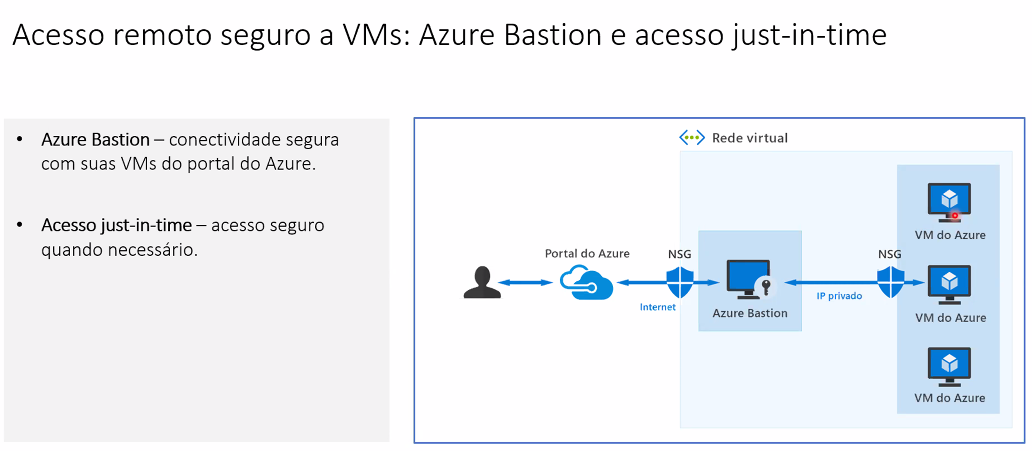 Acesso remoto seguro a VMs: Azure Bastion e acesso just-in-time
• Azure Bastion – conectividade segura
com suas VMs do portal do Azure.
• Acesso just-in-time – acesso seguro
quando necessário.
Rede virtual
VM do Azure
Portal do Azure
NSG
NSG
Internet
IP privado
Azure Bastion
VM do Azure
VM do Azure